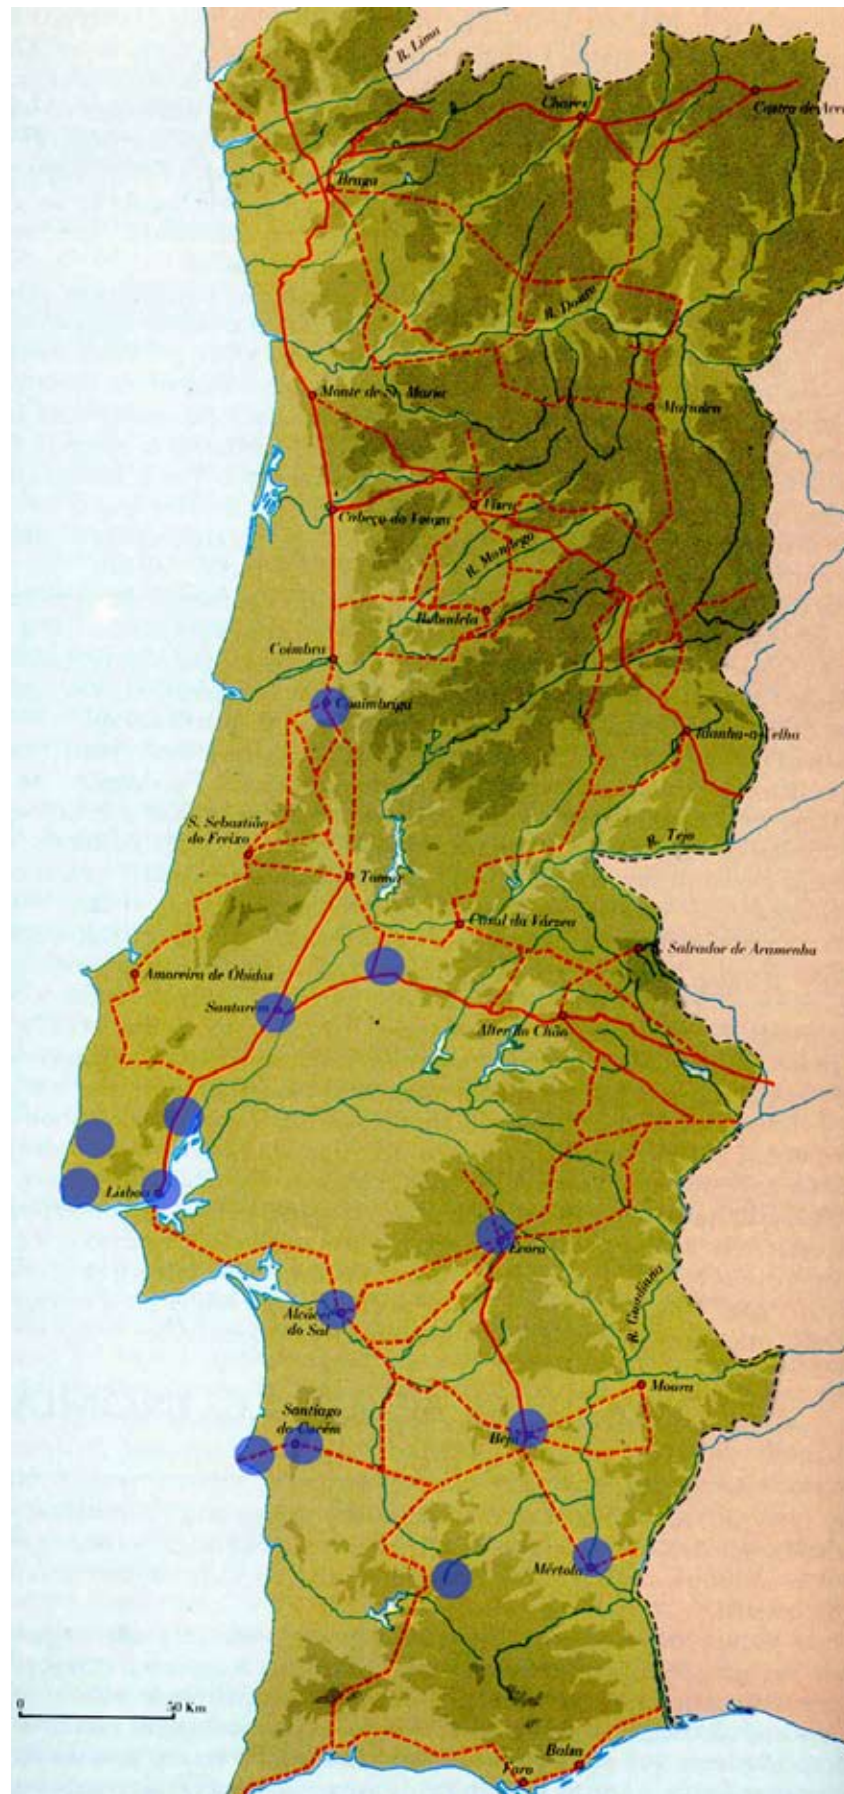 R. Lima
Chaves
Castro de Avel
Braga
R. Douro
Monte de Sta Maria
Marialva
Cabeço do Vouga
Viseu
R. Mondego
Bobadela
Coimbra
Conimbriga
Idanha-a-Velha
S. Sebastião
do Freixo
R. Tejo
Tomar
Casal da Várzea
S. Salvador de Aramenha
Amoreira de Óbidos
Santarém
Alter do Chão
Lisboa
Évora
R. Guadiana
Alcácer
do Sal
Moura
Santiago
do Cacém
Beja
Mértola
0 50 Km
Balsa
Faro